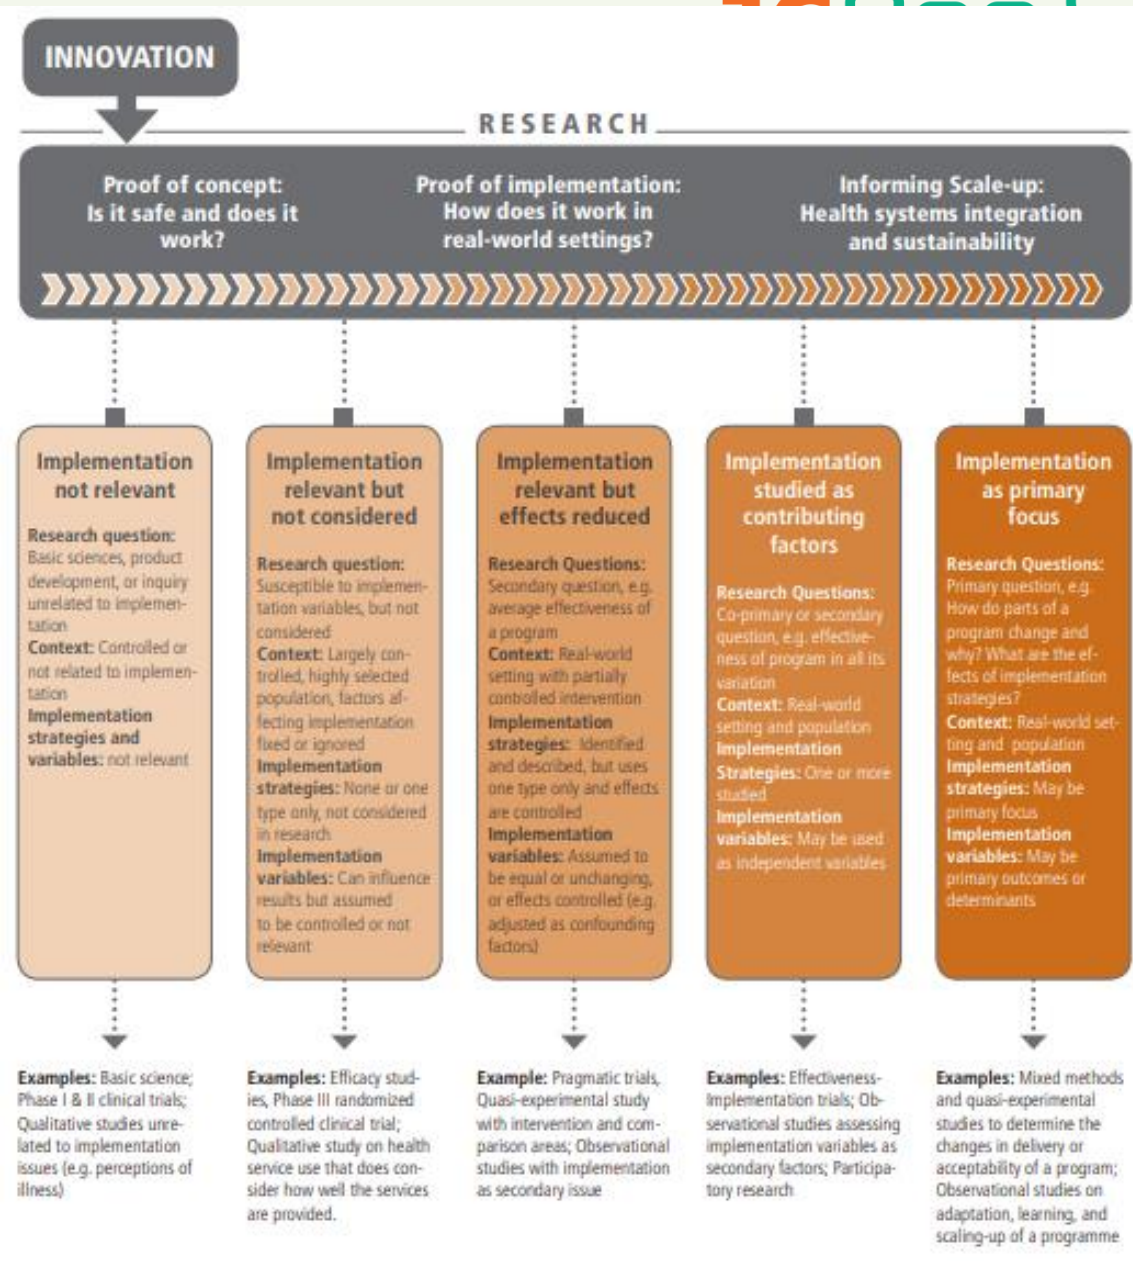 INNOVATION
RESEARCH
Proof of concept:
Is it safe and does it
work?
Proof of implementation:
How does it work in
real-world settings?
Informing Scale-up:
Health systems integration
and sustainability
Implementation
not relevant
Research question:
Basic sciences, product
development, or inquiry
unrelated to implemen-
tation
Context: Controlled or
not related to implemen-
tation
Implementation
strategies and
variables: not relevant
Implementation
relevant but
not considered
Research question:
Susceptible to implemen-
tation variables, but not
considered
Context: Largely con-
trolled, highly selected
population, factors af-
fecting implementation
fixed or ignored
Implementation
strategies: None or one
type only, not considered
in research
Implementation
variables: Can influence
results but assumed
to be controlled or not
relevant
Implementation
relevant but
effects reduced
Research Questions:
Secondary question, e.g.
average effectiveness of
a program
Context: Real-world
setting with partially
controlled intervention
Implementation
strategies: Identified
and described, but uses
one type only and effects
are controlled
Implementation
variables: Assumed to
be equal or unchanging,
or effects controlled (e.g.
adjusted as confounding
factors)
Implementation
studied as
contributing
factors
Research Questions:
Co-primary or secondary
question, e.g. effective-
ness of program in all its
variation
Context: Real-world
setting and population
Implementation
Strategies: One or more
studied
Implementation
variables: May be used
as independent variables
Implementation
as primary
focus
Research Questions:
Primary question, e.g.
How do parts of a
program change and
why? What are the ef-
fects of implementation
strategies?
Context: Real-world set-
ting and population
Implementation
strategies: May be
primary focus
Implementation
variables: May be
primary outcomes or
determinants
Examples: Basic science;
Phase I & II clinical trials;
Qualitative studies unre-
lated to implementation
issues (e.g. perceptions of
illness)
Examples: Efficacy stud-
ies, Phase III randomized
controlled clinical trial;
Qualitative study on health
service use that does con-
sider how well the services
are provided.
Example: Pragmatic trials,
Quasi-experimental study
with intervention and com-
parison areas; Observational
studies with implementation
as secondary issue
Examples: Effectiveness-
Implementation trials; Ob-
servational studies assessing
implementation variables as
secondary factors; Participa-
tory research
Examples: Mixed methods
and quasi-experimental
studies to determine the
changes in delivery or
acceptability of a program;
Observational studies on
adaptation, learning, and
scaling-up of a programme